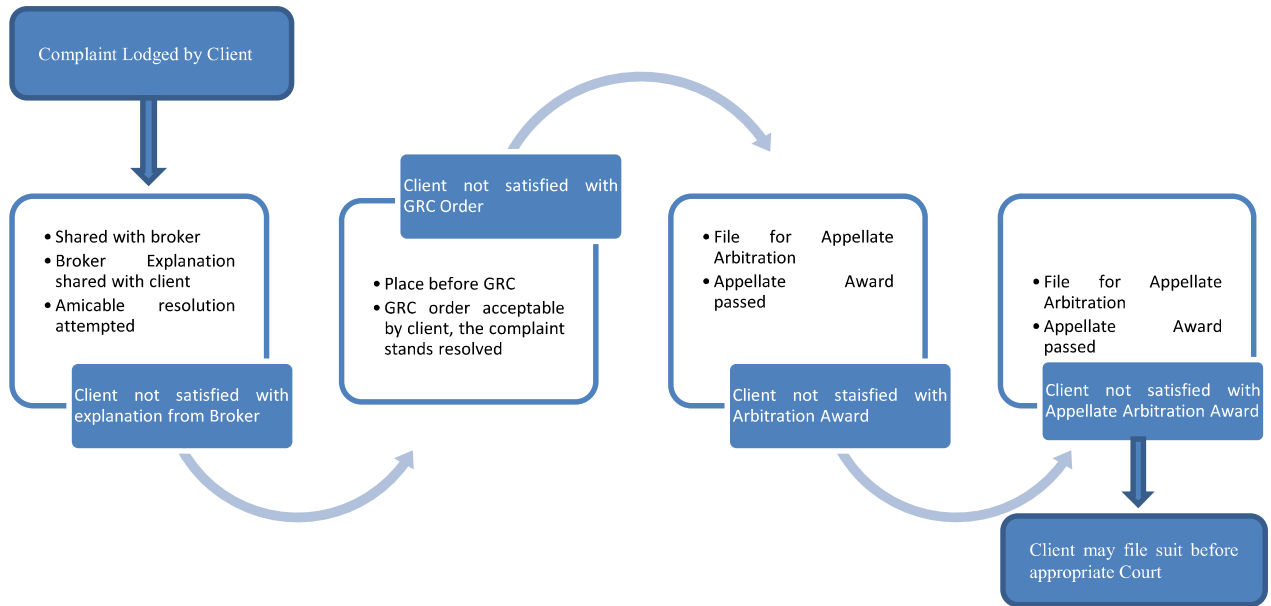 Complaint Lodged by Client
• Shared with broker
• Broker Explanation
shared with client
• Amicable resolution
attempted
Client not satisfied with
explanation from Broker
Client not satisfied with
GRC Order
• Place before GRC
• GRC order acceptable
by client, the complaint
stands resolved
• File for Appellate
Arbitration
• Appellate Award
passed
Client not staisfied with
Arbitration Award
• File for Appellate
Arbitration
• Appellate Award
passed
Client not satisfied with
Appellate Arbitration Award
Client may file suit before
appropriate Court